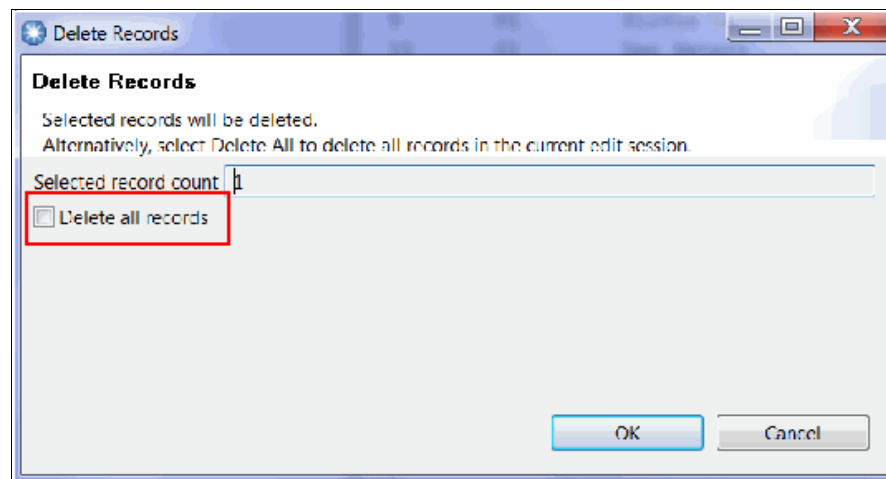 Delete Records
Delete Records
Selected records will be deleted.
Alternatively, select Delete All to delete all records in the current edit session.
Selected record count 1
Delete all records
OK Cancel